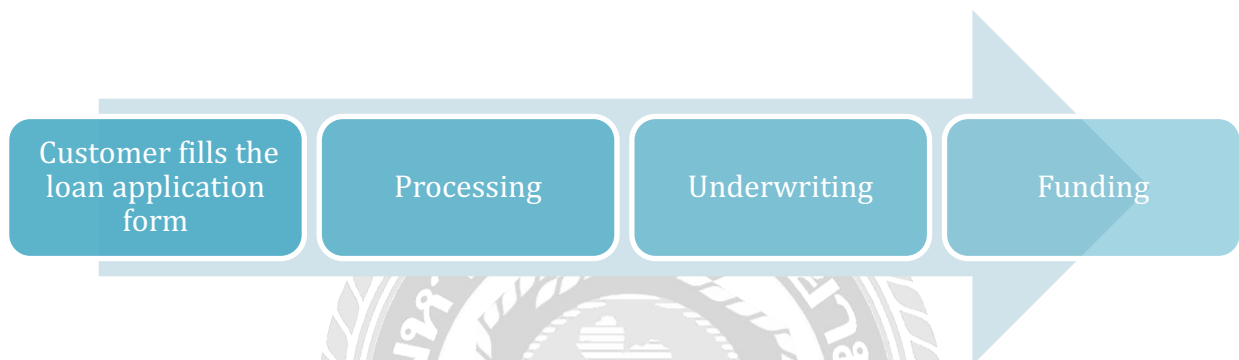 Customer fills the
loan application
form
Processing
Underwriting
Funding